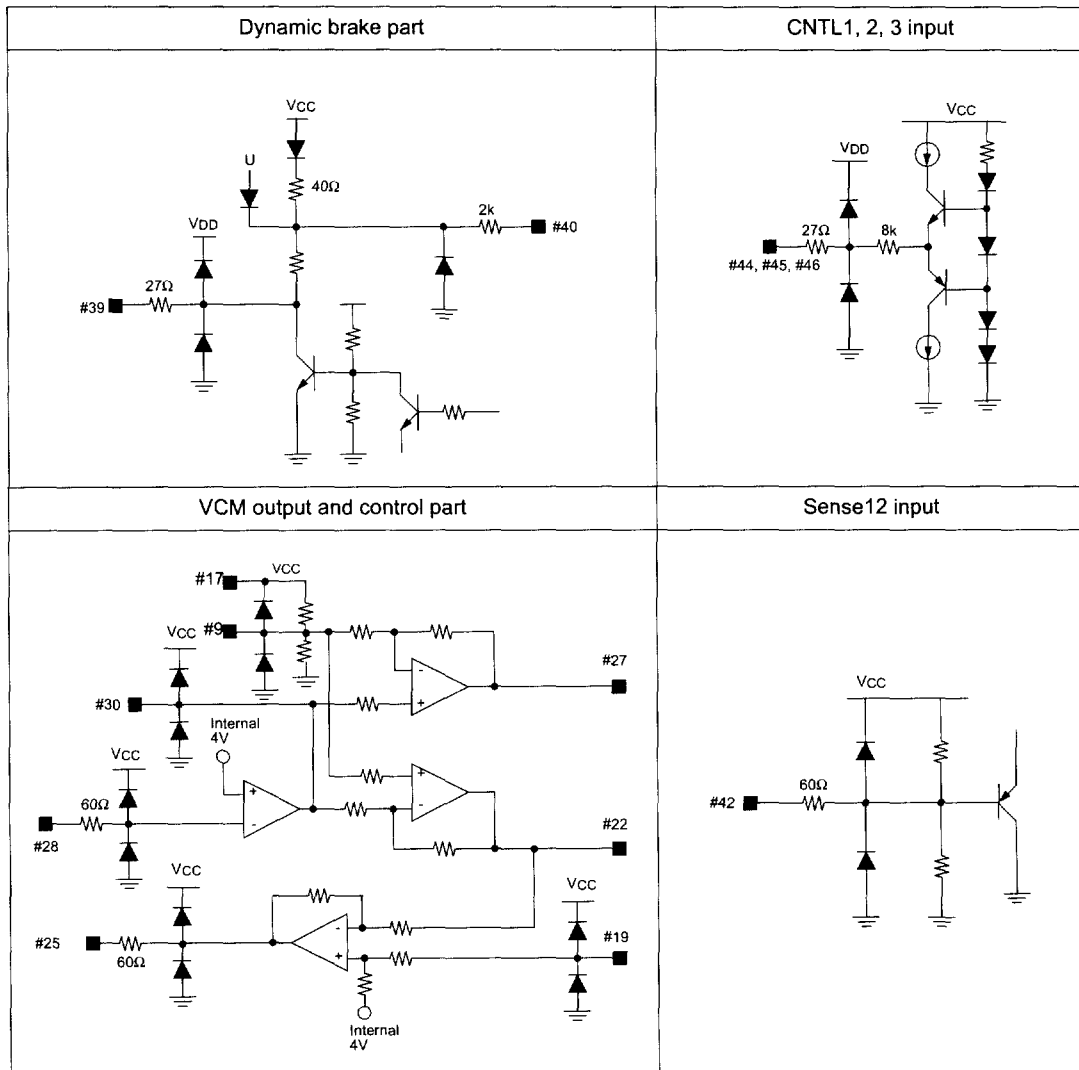 Dynamic brake part
VCC
U
40Ω
2k
#40
VDD
27Ω
#39
CNTL1, 2, 3 input
VCC
VDD
27Ω
8k
#44, #45, #46
VCM output and control part
#17
VCC
#9
VCC
#27
#30
Internal
4V
VCC
60Ω
#28
#22
VCC
VCC
#25
60Ω
#19
Internal
4V
Sense12 input
VCC
60Ω
#42